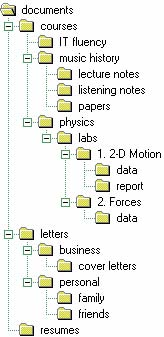 documents
courses
IT fluency
music history
lecture notes
listening notes
papers
physics
labs
1. 2-D Motion
data
report
2. Forces
data
letters
business
cover letters
personal
family
friends
resumes